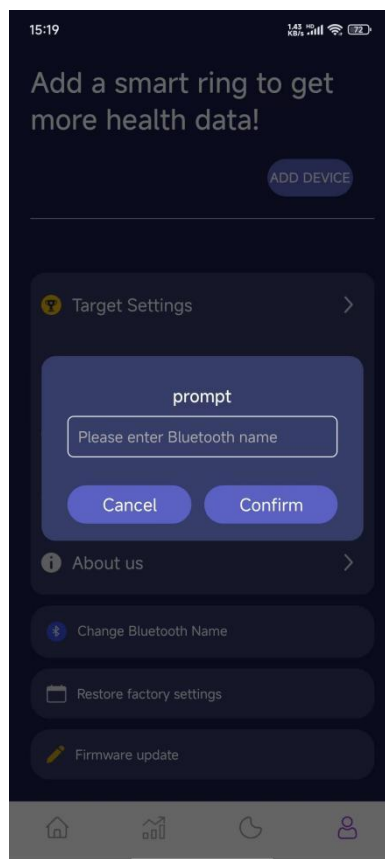 15:19
1.43 KB/s HD 72
Add a smart ring to get
more health data!
ADD DEVICE
Target Settings
prompt
Please enter Bluetooth name
Cancel
Confirm
About us
Change Bluetooth Name
Restore factory settings
Firmware update